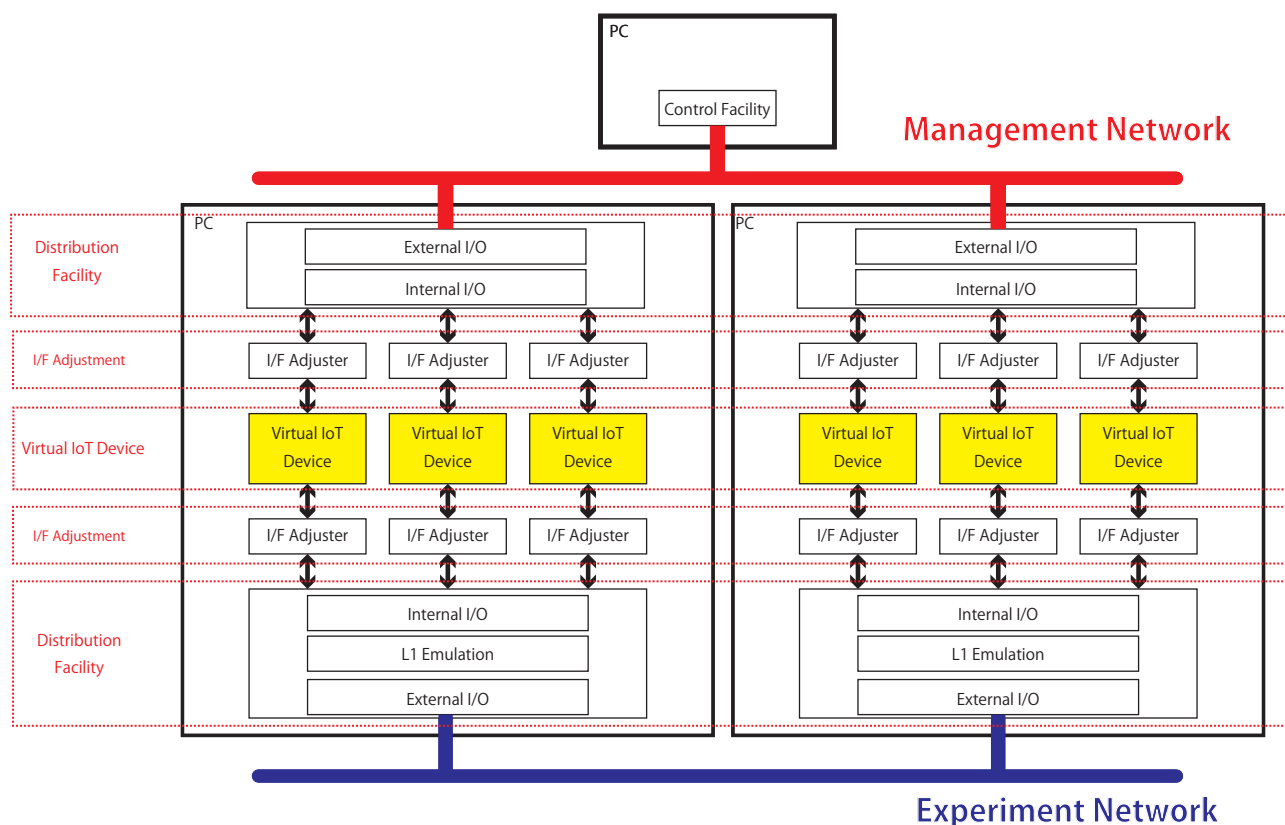 PC
Control Facility
Management Network
PC
PC
Distribution
Facility
External I/O
External I/O
Internal I/O
Internal I/O
I/F Adjustment
I/F Adjuster
I/F Adjuster
I/F Adjuster
I/F Adjuster
I/F Adjuster
I/F Adjuster
Virtual IoT Device
Virtual IoT
Device
Virtual IoT
Device
Virtual IoT
Device
Virtual IoT
Device
Virtual IoT
Device
Virtual IoT
Device
I/F Adjustment
I/F Adjuster
I/F Adjuster
I/F Adjuster
I/F Adjuster
I/F Adjuster
I/F Adjuster
Distribution
Facility
Internal I/O
Internal I/O
L1 Emulation
L1 Emulation
External I/O
External I/O
Experiment Network